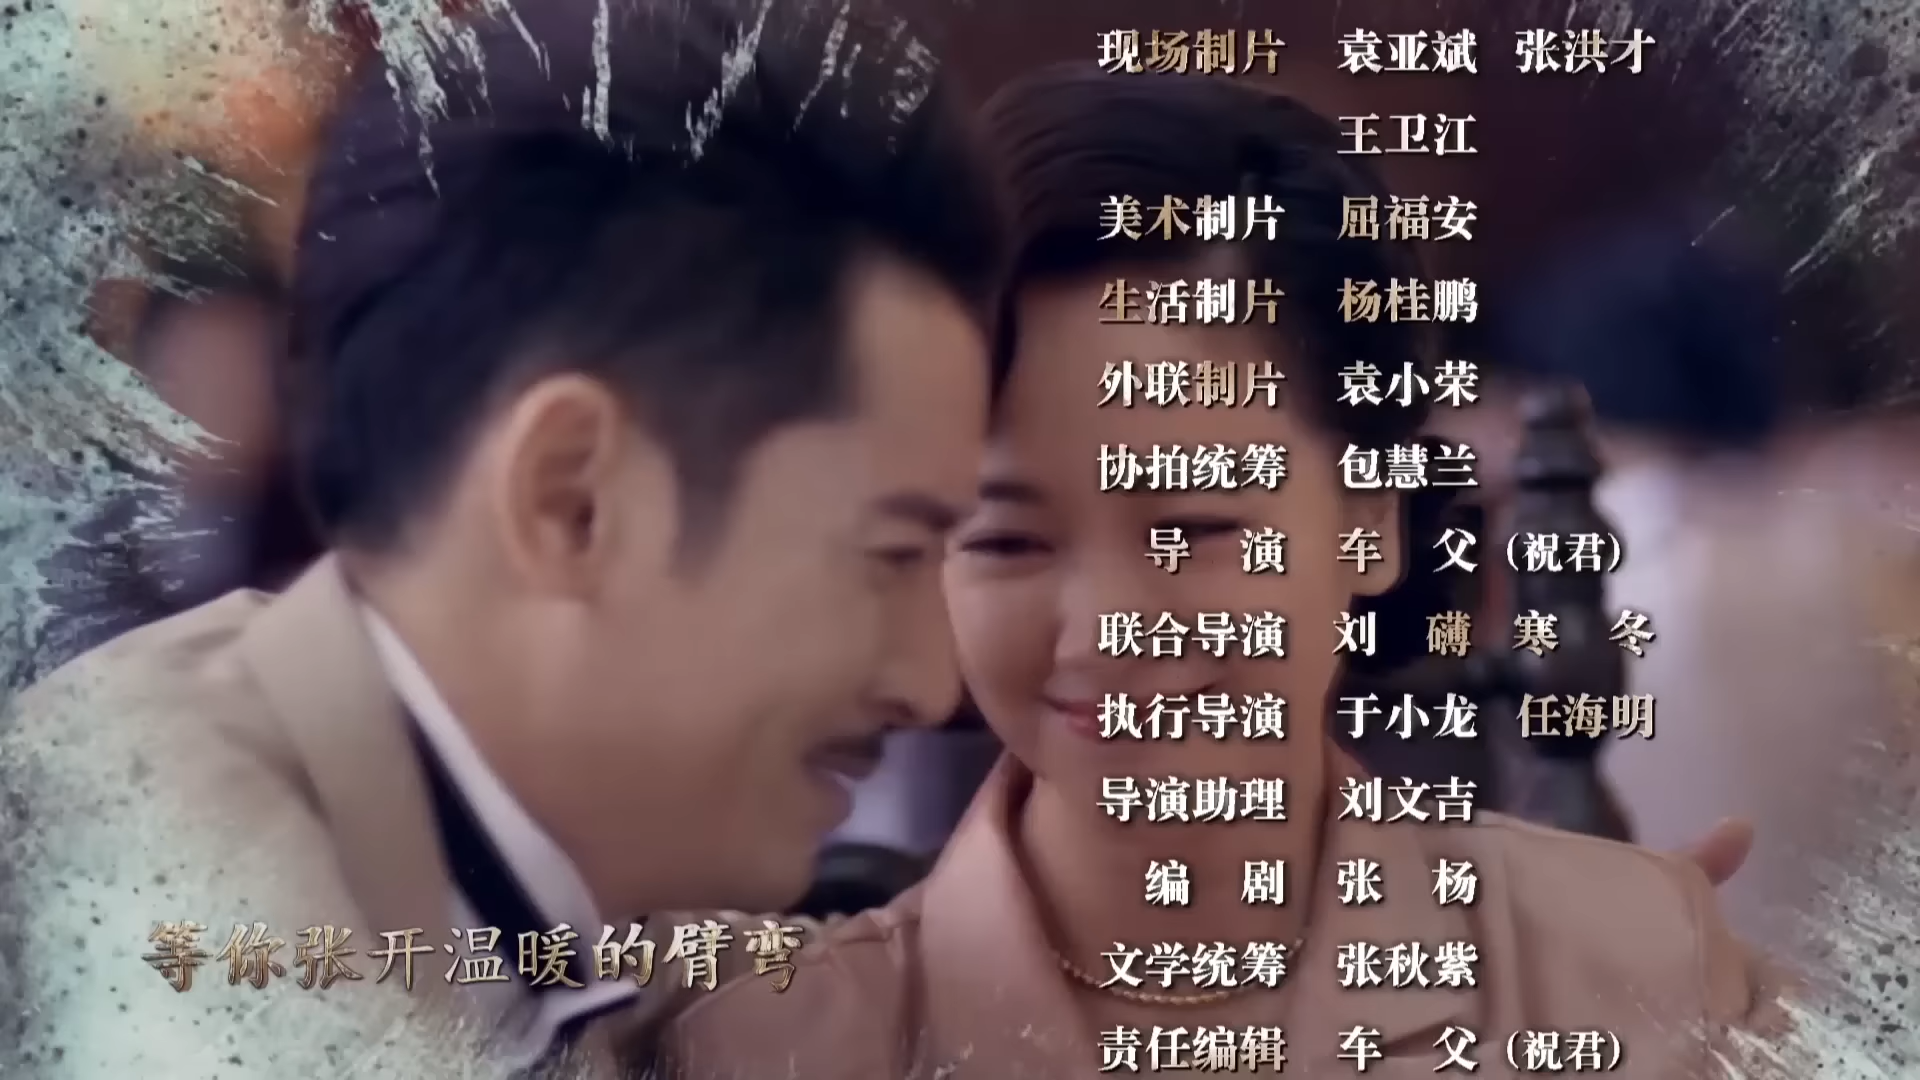 现场制片 袁亚斌 张洪才
王卫江
美术制片 屈福安
生活制片 杨桂鹏
外联制片 袁小荣
协拍统筹 包慧兰
导 演 车 父（祝君）
联合导演 刘 礴 寒 冬
执行导演 于小龙 任海明
导演助理 刘文吉
编 剧 张 杨
文学统筹 张秋紫
责任编辑 车 父（祝君）
等你张开温暖的臂弯